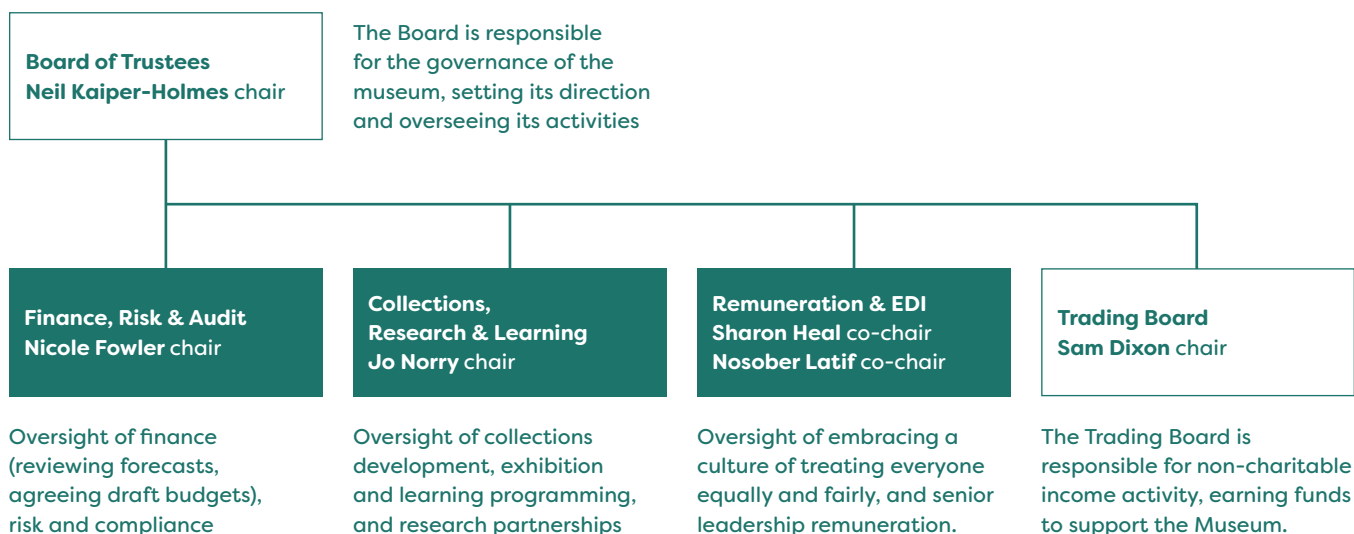 Board of Trustees
Neil Kaiper-Holmes chair
The Board is responsible
for the governance of the
museum, setting its direction
and overseeing its activities
Finance, Risk & Audit
Nicole Fowler chair
Collections,
Research & Learning
Jo Norry chair
Remuneration & EDI
Sharon Heal co-chair
Nosober Latif co-chair
Trading Board
Sam Dixon chair
Oversight of finance
(reviewing forecasts,
agreeing draft budgets),
risk and compliance
Oversight of collections
development, exhibition
and learning programming,
and research partnerships
Oversight of embracing a
culture of treating everyone
equally and fairly, and senior
leadership remuneration.
The Trading Board is
responsible for non-charitable
income activity, earning funds
to support the Museum.